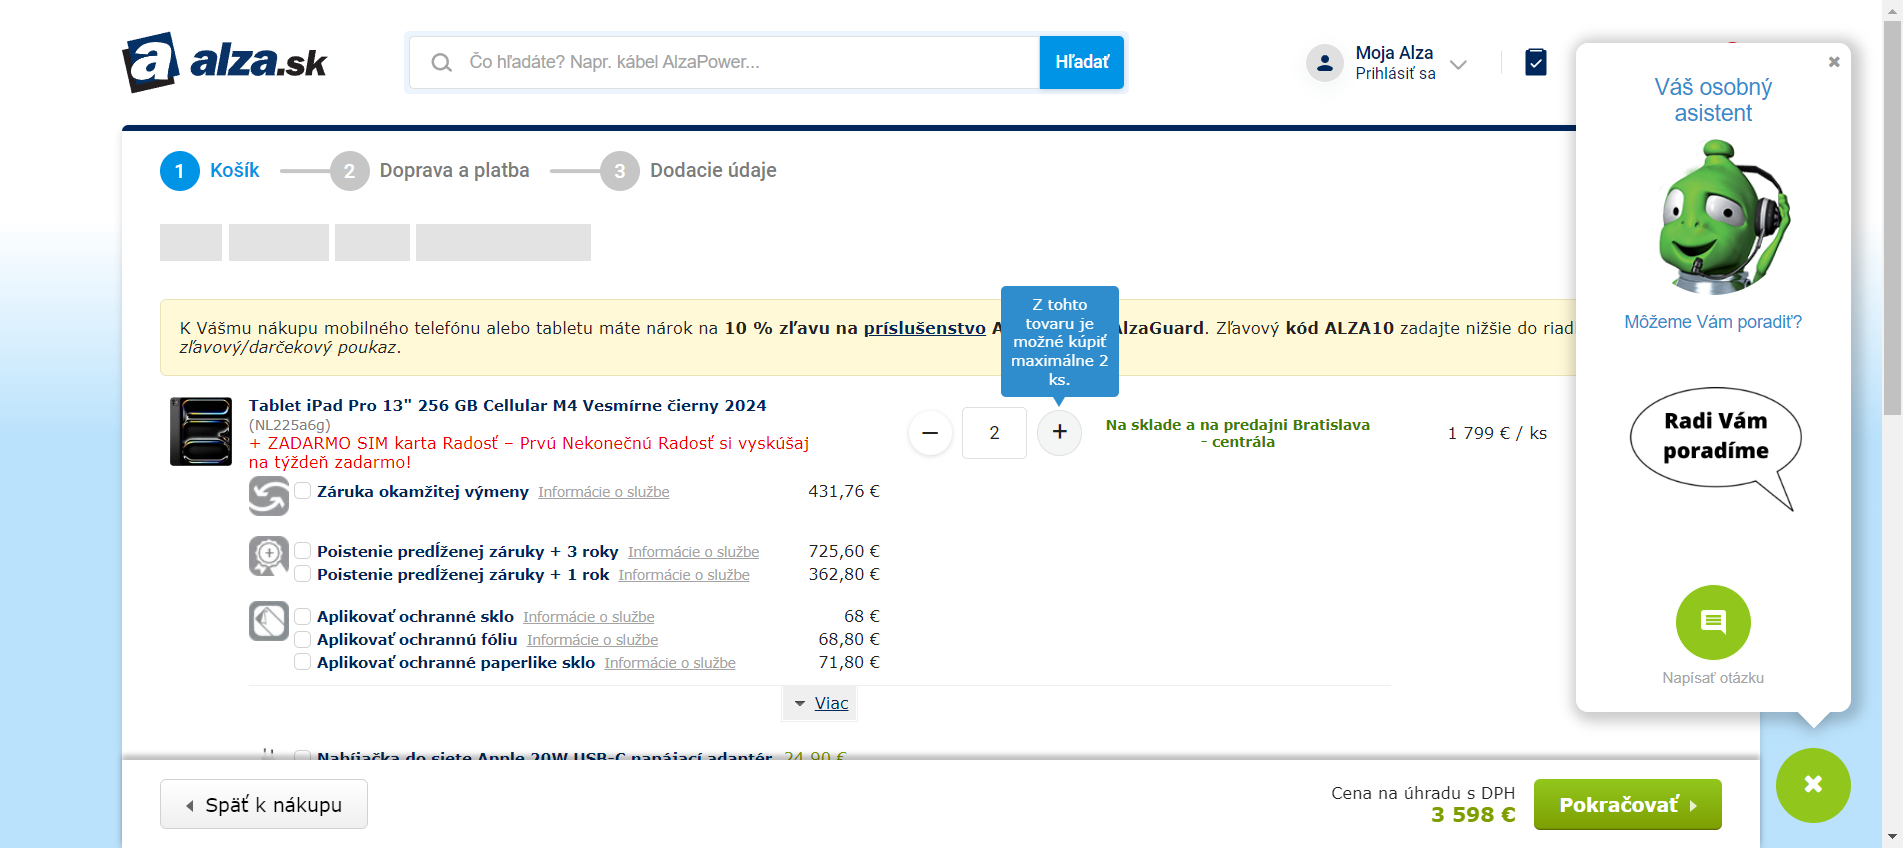 alza.sk
Čo hľadáte? Napr. kábel AlzaPower...
Hľadať
Moja Alza
Prihlásiť sa
1 Košík
2 Doprava a platba
3 Dodacie údaje
K Vášmu nákupu mobilného telefónu alebo tabletu máte nárok na 10 % zľavu na príslušenstvo A lzaGuard. Zľavový kód ALZA10 zadajte nižšie do riad
zľavový/darčekový poukaz.
Z tohto
tovaru je
možné kúpiť
maximálne 2
ks.
Tablet iPad Pro 13" 256 GB Cellular M4 Vesmírne čierny 2024
(NL225a6g)
+ ZADARMO SIM karta Radosť – Prvú Nekonečnú Radosť si vyskúšaj
na týždeň zadarmo!
− 2 +
Na sklade a na predajni Bratislava
- centrála
1 799 € / ks
Záruka okamžitej výmeny Informácie o službe 431,76 €
Poistenie predĺženej záruky + 3 roky Informácie o službe 725,60 €
Poistenie predĺženej záruky + 1 rok Informácie o službe 362,80 €
Aplikovať ochranné sklo Informácie o službe 68 €
Aplikovať ochrannú fóliu Informácie o službe 68,80 €
Aplikovať ochranné paperlike sklo Informácie o službe 71,80 €
Viac
Nabíjačka do siete Apple 20W USB-C napájací adaptér 24,90 €
Späť k nákupu
Cena na úhradu s DPH
3 598 €
Pokračovať
Váš osobný
asistent
Môžeme Vám poradiť?
Radi Vám
poradíme
Napísať otázku